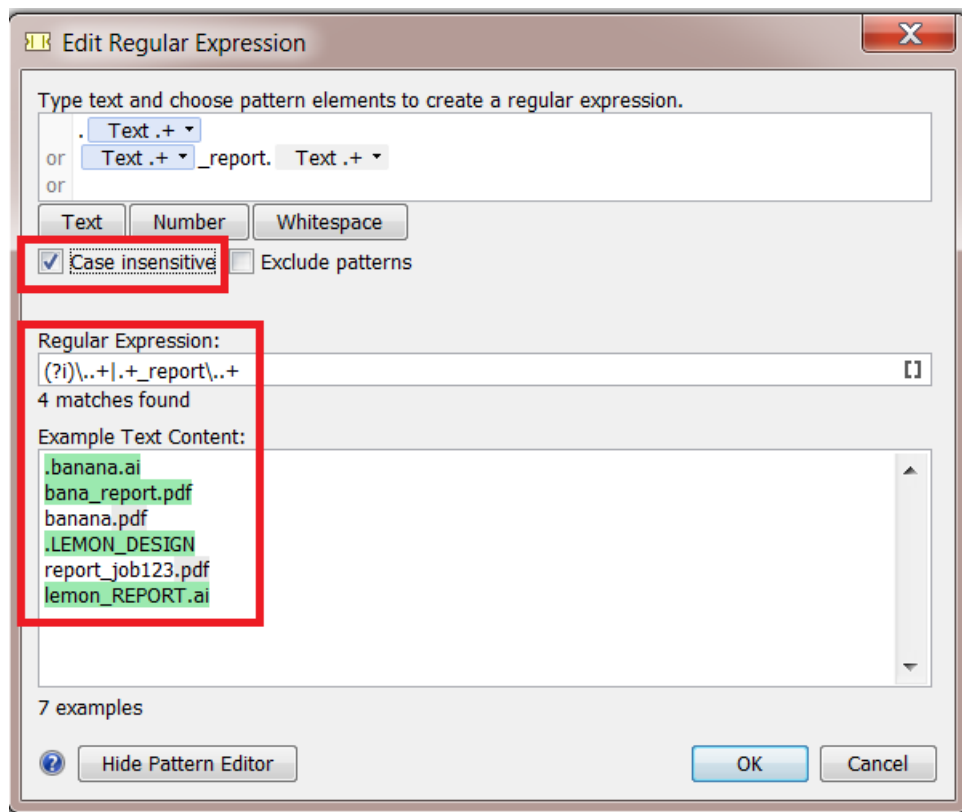 Edit Regular Expression
X
Type text and choose pattern elements to create a regular expression.
. Text .+
or Text .+ _report. Text .+
or
Text Number Whitespace
Case insensitive Exclude patterns
Regular Expression:
(?i)\..+|.+_report\..+ []
4 matches found
Example Text Content:
.banana.ai
bana_report.pdf
banana.pdf
.LEMON_DESIGN
report_job123.pdf
lemon_REPORT.ai
7 examples
? Hide Pattern Editor OK Cancel